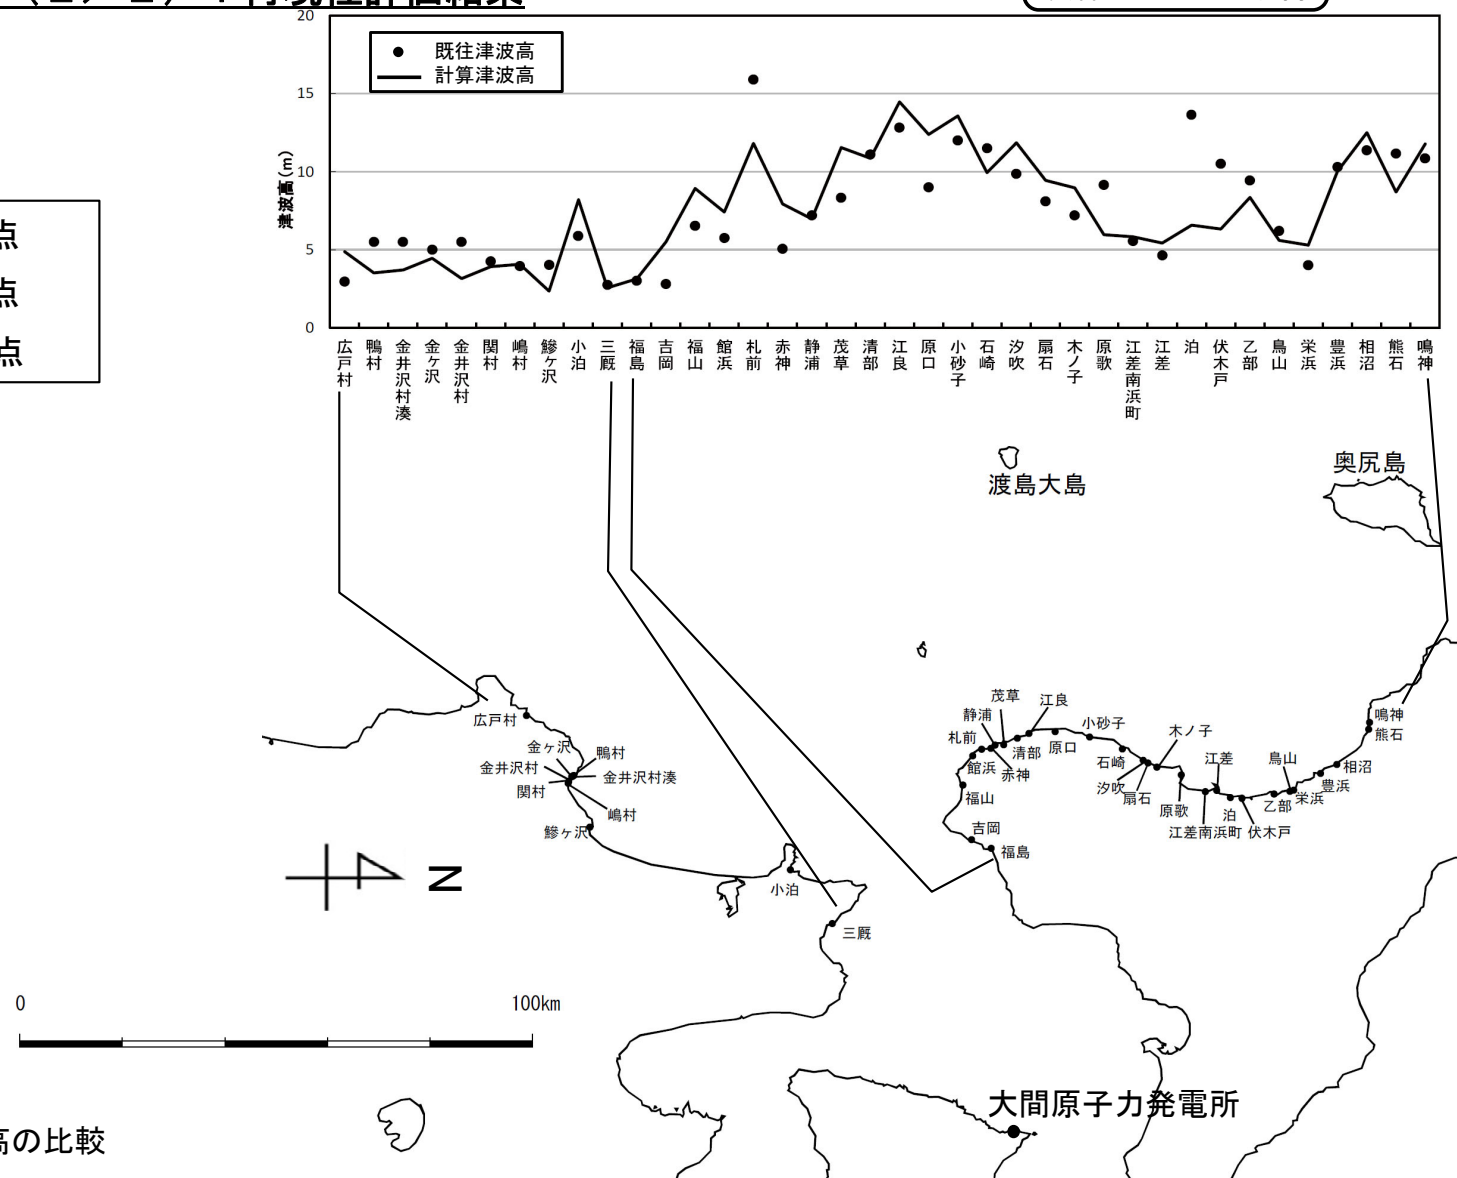 20
15
10
5
0
津波高(m)
● 既往津波高
計算津波高
点
点
点
広戸村
鴨村
金井沢村湊
金ヶ沢
金井沢村
関村
嶋村
鰺ヶ沢
小泊
三厩
福島
吉岡
福山
館浜
札前
赤神
静浦
茂草
清部
江良
原口
小砂子
石崎
汐吹
扇石
木ノ子
原歌
江差南浜町
江差
泊
伏木戸
乙部
鳥山
栄浜
豊浜
相沼
熊石
鳴神
渡島大島
奥尻島
茂草
江良
静浦
小砂子
札前
清部
原口
木ノ子
鳴神
熊石
広戸村
金ヶ沢
鴨村
金井沢村
金井沢村湊
関村
嶋村
鰺ヶ沢
館浜
赤神
福山
吉岡
福島
石崎
汐吹
扇石
原歌
江差
江差南浜町
泊
伏木戸
鳥山
乙部
栄浜
豊浜
相沼
小泊
三厩
N
0
100km
大間原子力発電所
高の比較